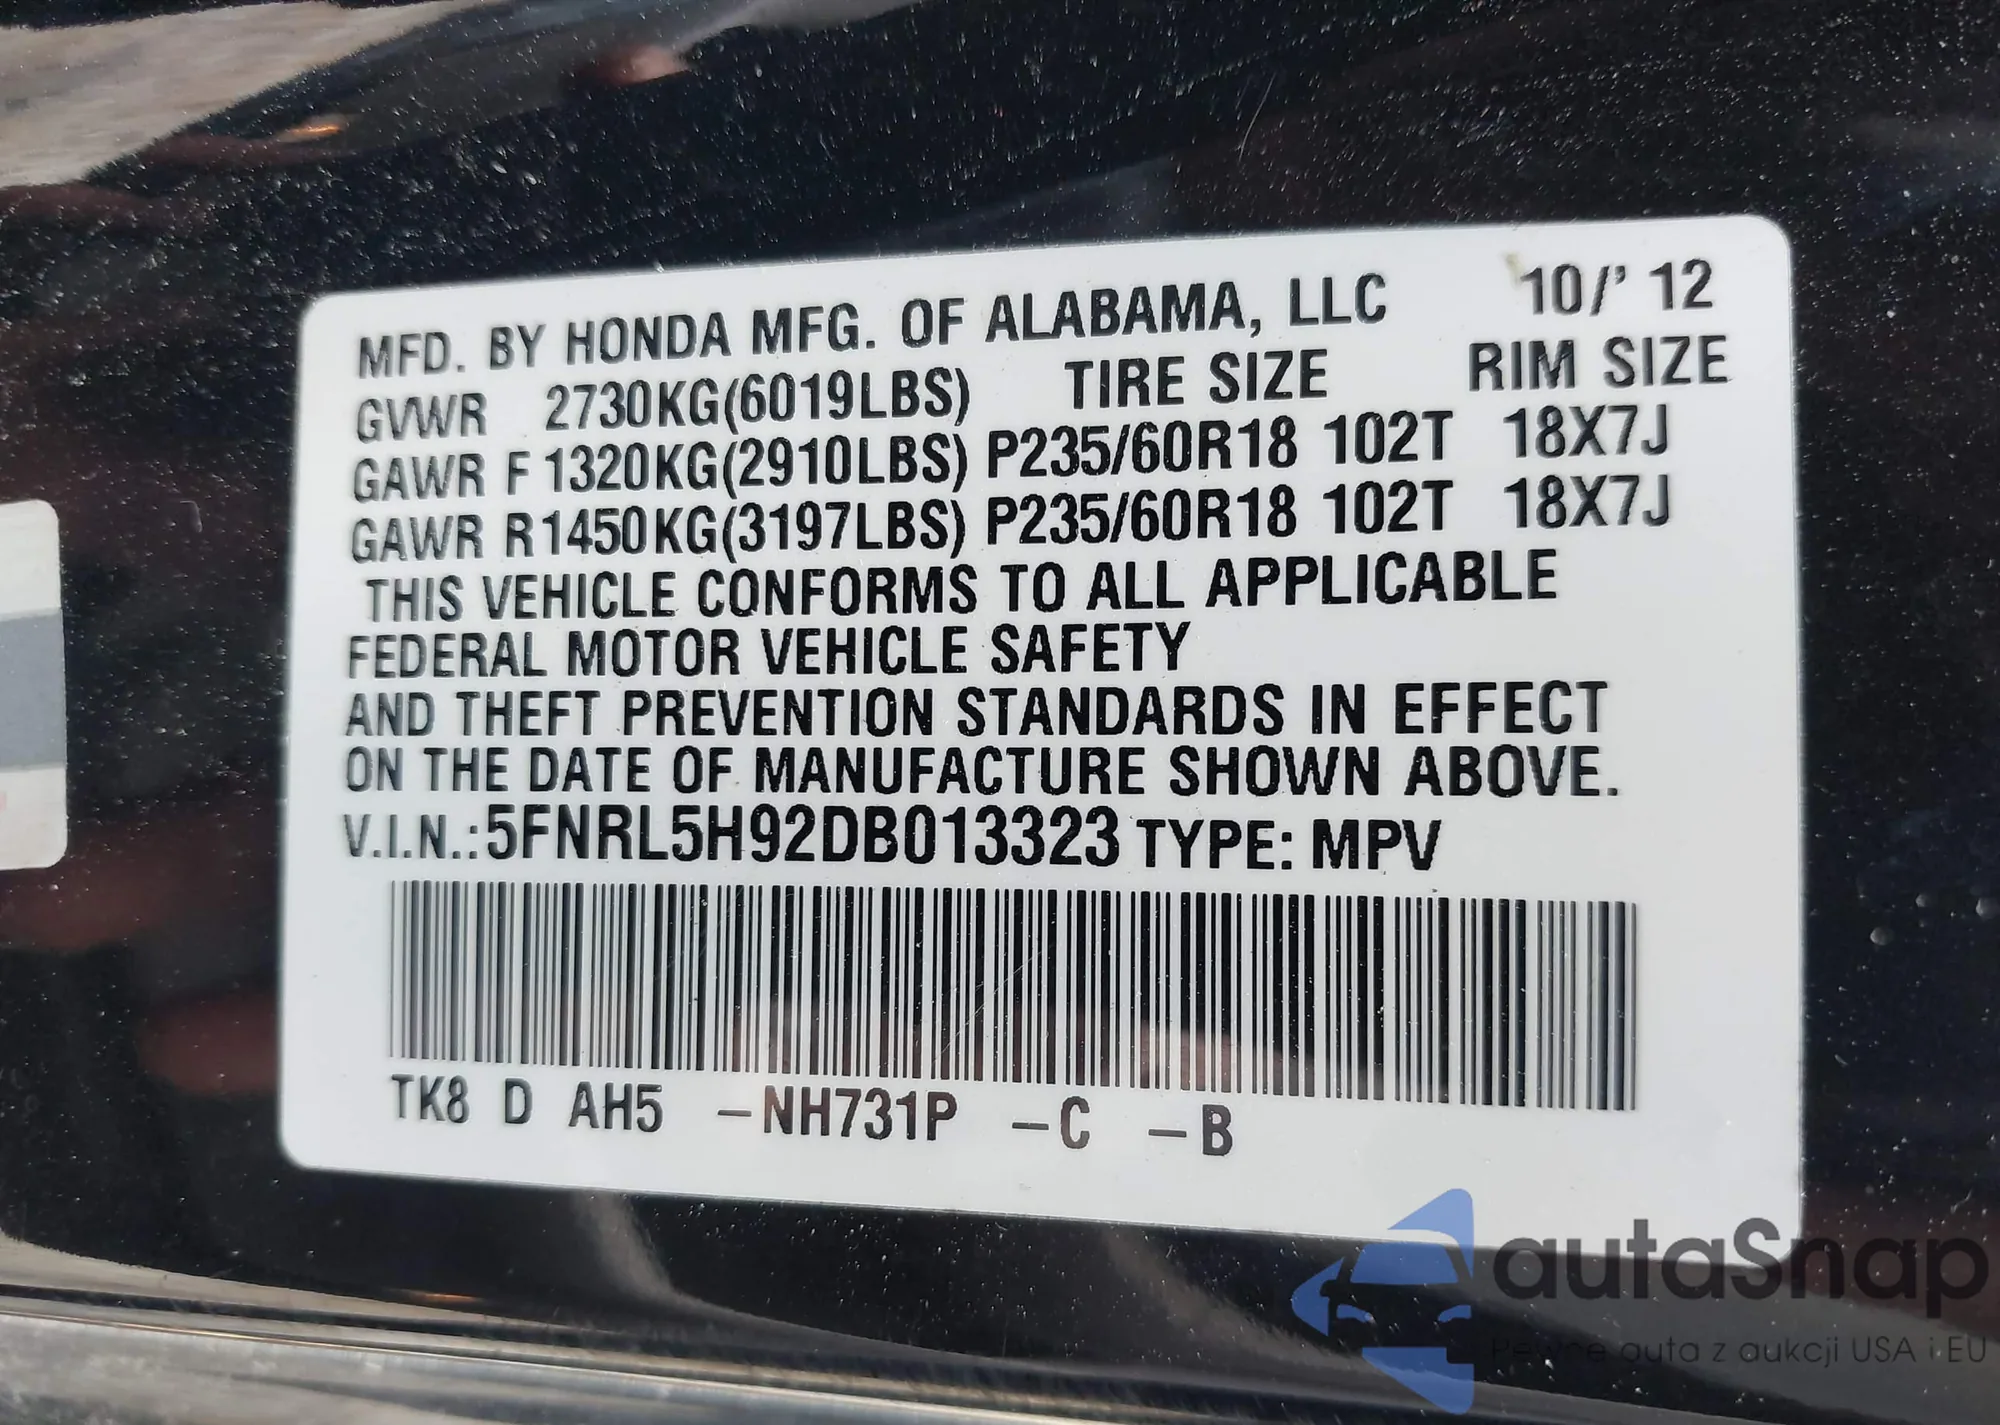 MFD. BY HONDA MFG. OF ALABAMA, LLC 10/' 12
GVWR 2730KG(6019LBS) TIRE SIZE RIM SIZE
GAWR F 1320KG(2910LBS) P235/60R18 102T 18X7J
GAWR R1450KG(3197LBS) P235/60R18 102T 18X7J
THIS VEHICLE CONFORMS TO ALL APPLICABLE
FEDERAL MOTOR VEHICLE SAFETY
AND THEFT PREVENTION STANDARDS IN EFFECT
ON THE DATE OF MANUFACTURE SHOWN ABOVE.
V.I.N.:5FNRL5H92DB013323 TYPE: MPV
TK8 D AH5 -NH731P -C -B
autaSnap
Pewne auta z aukcji USA i EU